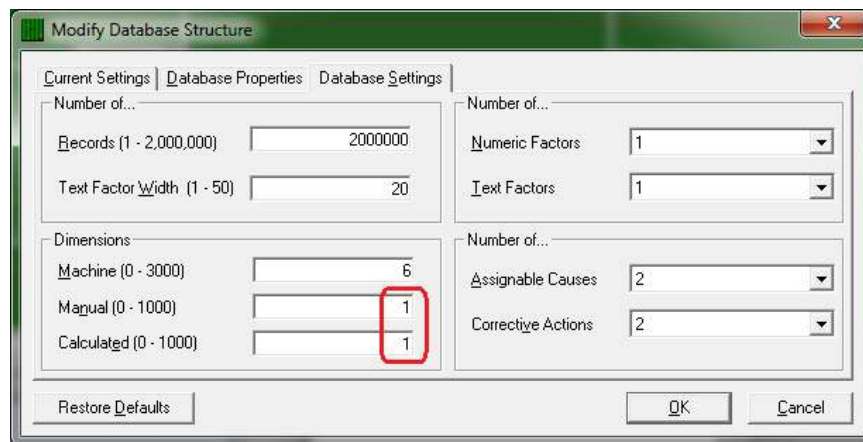 Modify Database Structure
x
Current Settings
Database Properties
Database Settings
Number of...
Records (1 - 2,000,000) 2000000
Text Factor Width (1 - 50) 20
Number of...
Numeric Factors 1
Text Factors 1
Dimensions
Machine (0 - 3000) 6
Manual (0 - 1000) 1
Calculated (0 - 1000) 1
Number of...
Assignable Causes 2
Corrective Actions 2
Restore Defaults
OK
Cancel